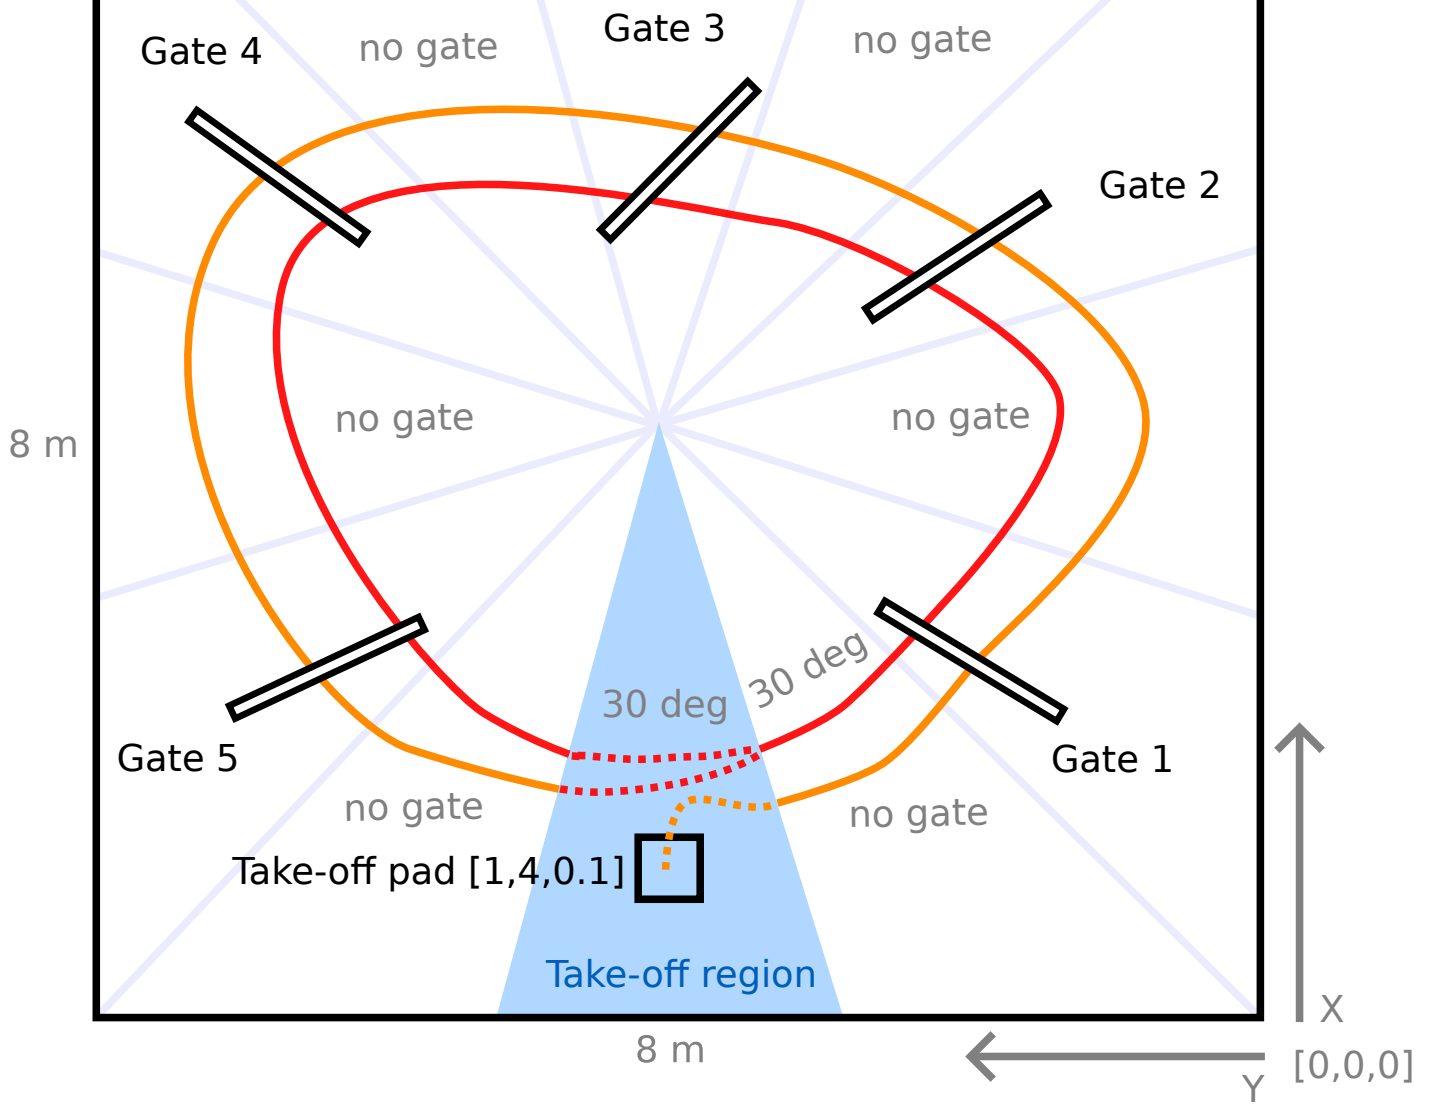 Gate 3
no gate
no gate
Gate 4
Gate 2
no gate
no gate
8 m
30 deg
30 deg
Gate 5
Gate 1
no gate
no gate
Take-off pad [1,4,0.1]
Take-off region
X
8 m
[0,0,0]
Y